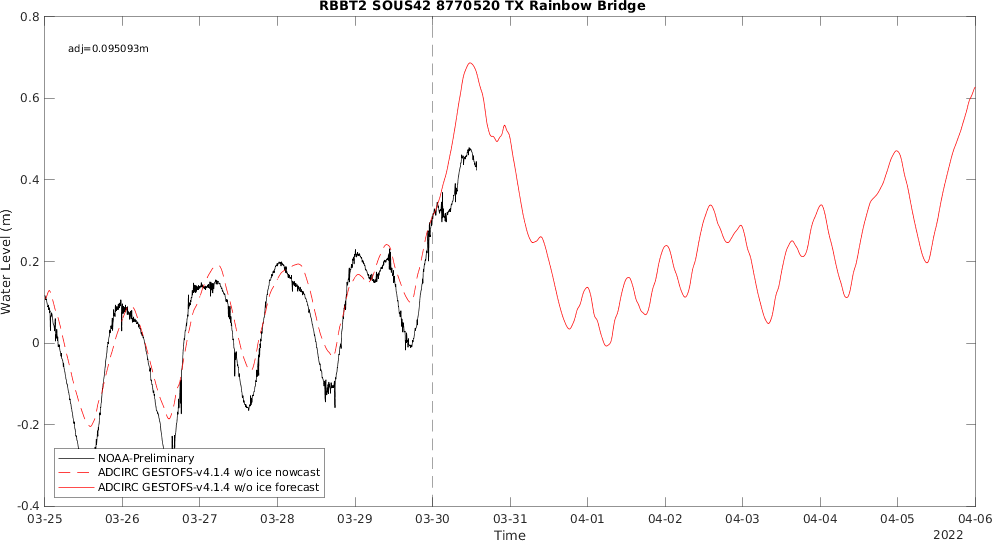 RBBT2 SOUS42 8770520 TX Rainbow Bridge
adj=0.095093m
Water Level (m)
0.8
0.6
0.4
0.2
0
-0.2
-0.4
NOAA-Preliminary
ADCIRC GESTOFS-v4.1.4 w/o ice nowcast
ADCIRC GESTOFS-v4.1.4 w/o ice forecast
03-25 03-26 03-27 03-28 03-29 03-30 03-31 04-01 04-02 04-03 04-04 04-05 04-06
Time
2022